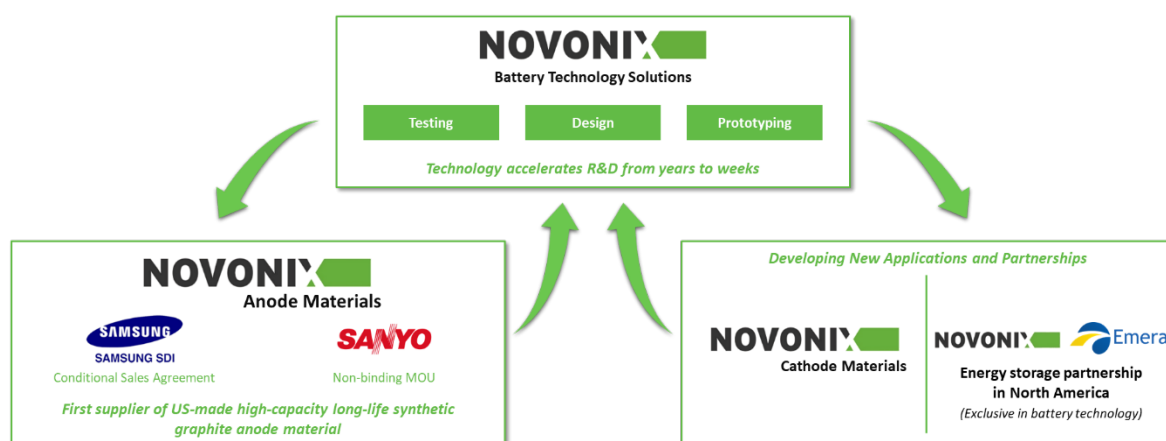 NOVONIX
Battery Technology Solutions
Testing
Design
Prototyping
Technology accelerates R&D from years to weeks
NOVONIX
Anode Materials
SAMSUNG
SAMSUNG SDI
Conditional Sales Agreement
SANYO
Non-binding MOU
First supplier of US-made high-capacity long-life synthetic
graphite anode material
Developing New Applications and Partnerships
NOVONIX
Cathode Materials
NOVONIX
Emera
Energy storage partnership
in North America
(Exclusive in battery technology)